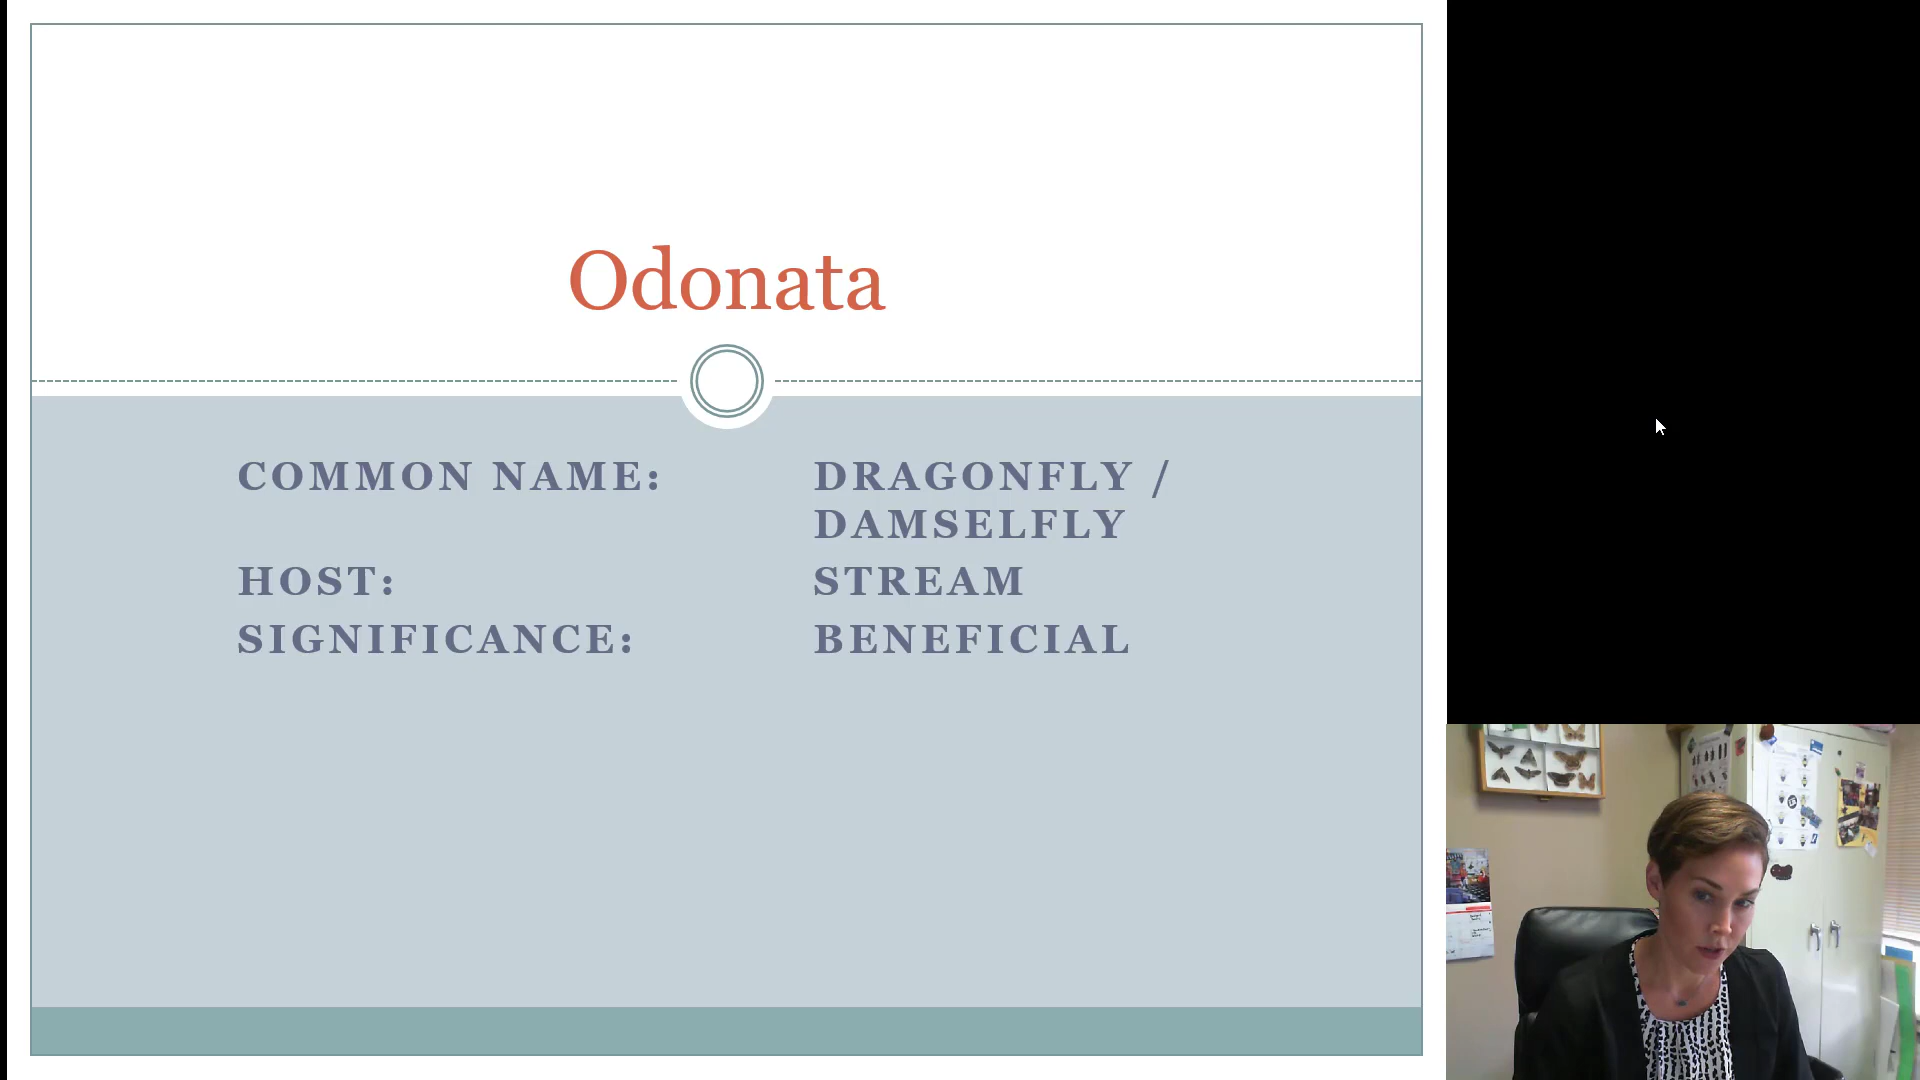 Odonata
COMMON NAME: DRAGONFLY /
DAMSELFLY
HOST: STREAM
SIGNIFICANCE: BENEFICIAL